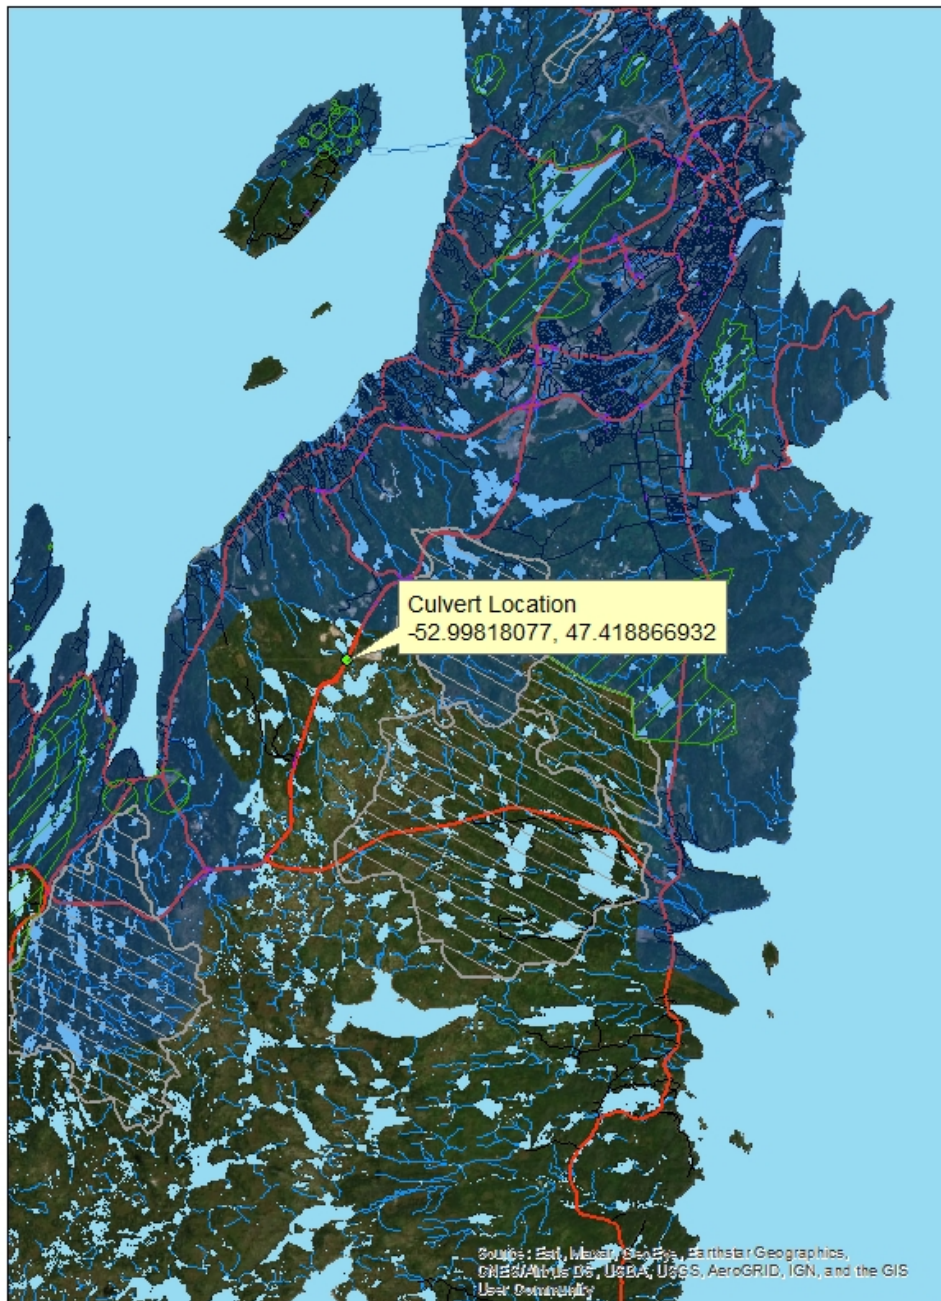 Culvert Location
-52.99818077, 47.418866932
Source: Esri, Maxar, GeoEye, Earthstar Geographics,
CNES/Airbus DS, USDA, USGS, AeroGRID, IGN, and the GIS
User Community